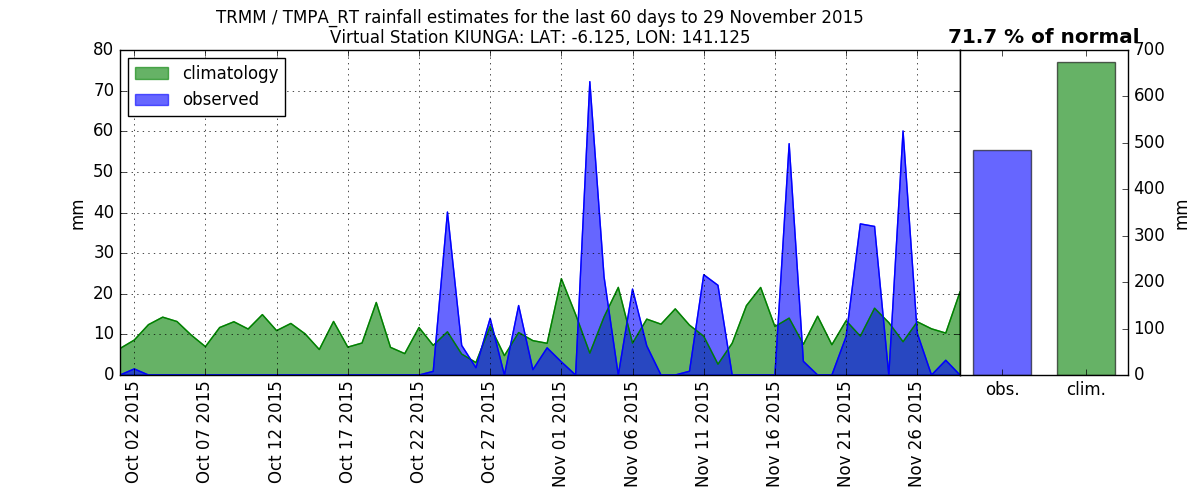 TRMM / TMPA_RT rainfall estimates for the last 60 days to 29 November 2015
Virtual Station KIUNGA: LAT: -6.125, LON: 141.125
71.7 % of normal
climatology
observed
mm
80
70
60
50
40
30
20
10
0
Oct 02 2015
Oct 07 2015
Oct 12 2015
Oct 17 2015
Oct 22 2015
Oct 27 2015
Nov 01 2015
Nov 06 2015
Nov 11 2015
Nov 16 2015
Nov 21 2015
Nov 26 2015
obs.
clim.
700
600
500
400
300
200
100
0
mm